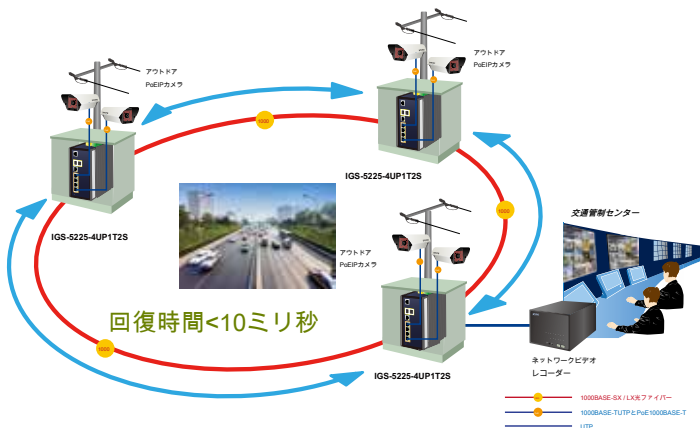 アウトドア
PoEIPカメラ
IGS-5225-4UP1T2S
1000
アウトドア
PoEIPカメラ
IGS-5225-4UP1T2S
1000
交通管制センター
アウトドア
PoEIPカメラ
回復時間<10ミリ秒
1000
IGS-5225-4UP1T2S
ネットワークビデオ
レコーダー
1000BASE-SX / LX光ファイバー
1000BASE-TUTPとPoE1000BASE-T
UTP